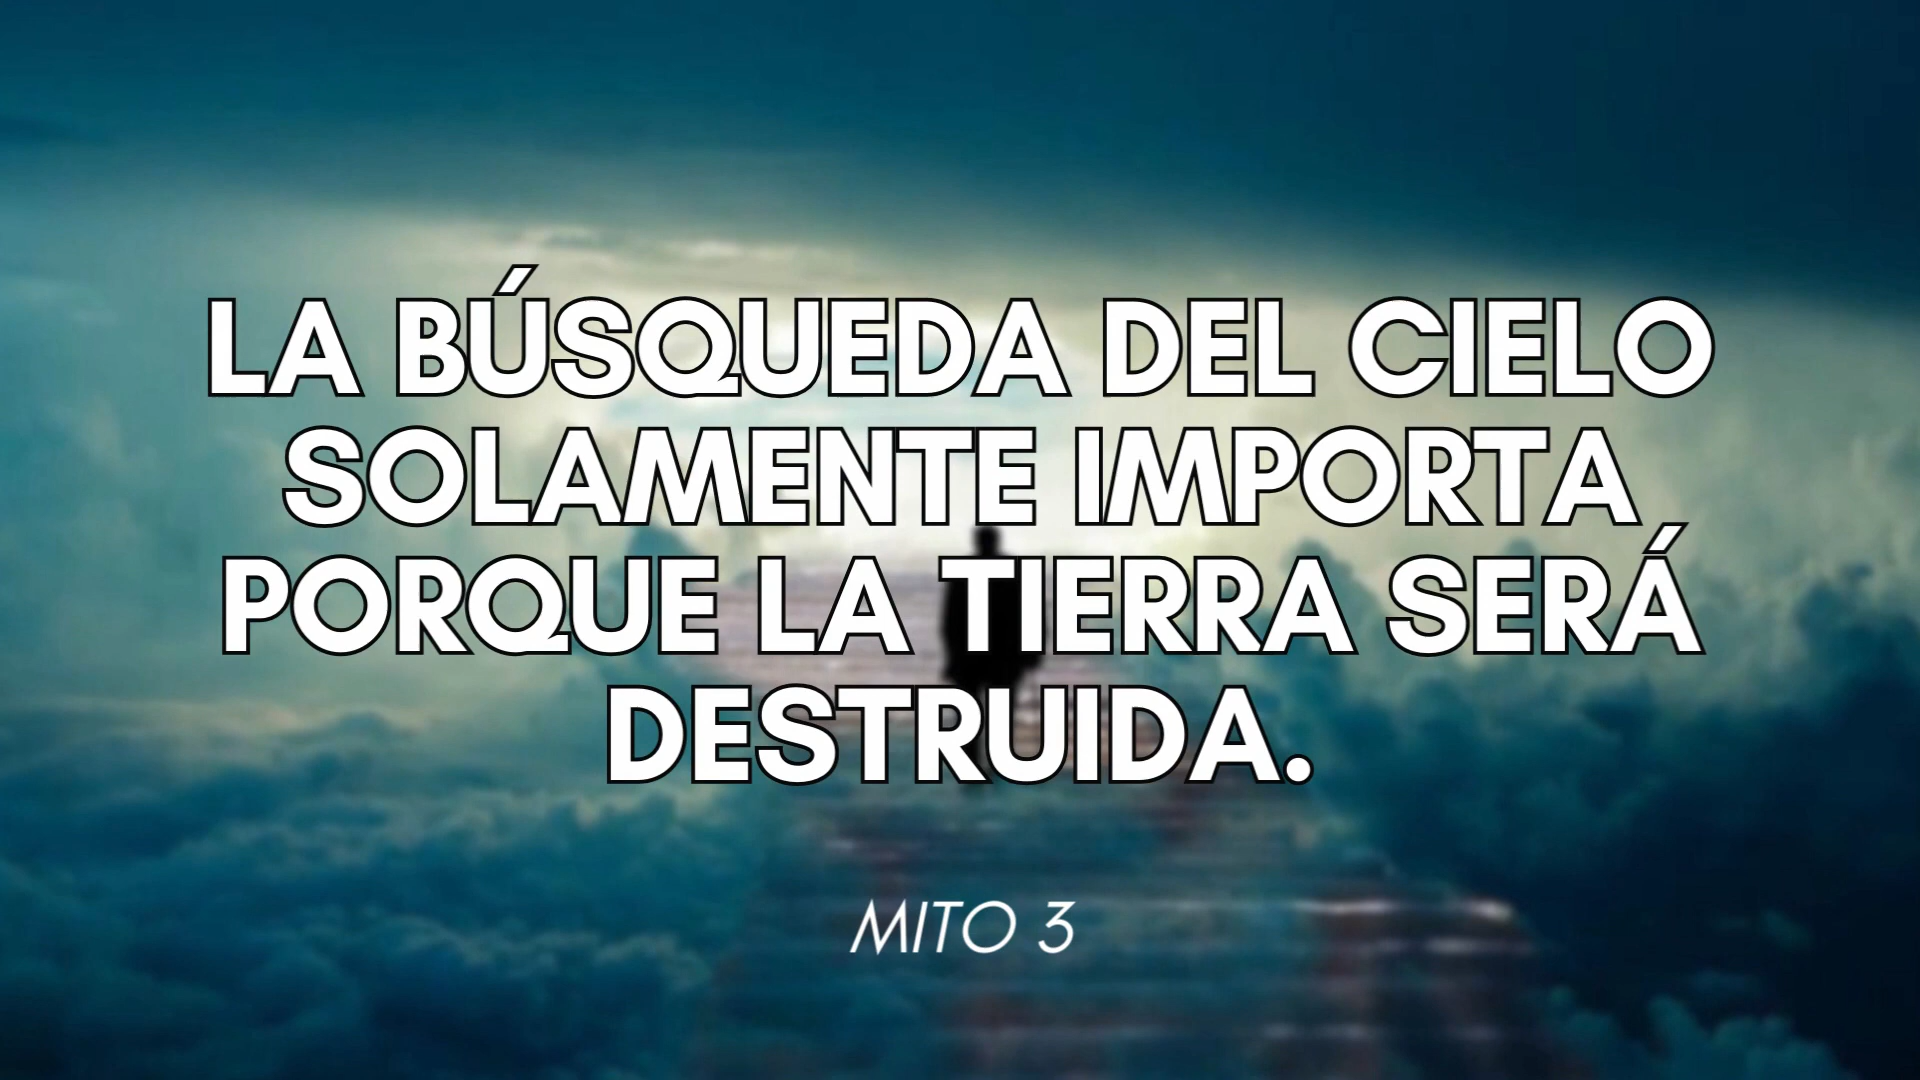 LA BÚSQUEDA DEL CIELO
SOLAMENTE IMPORTA
PORQUE LA TIERRA SERÁ
DESTRUIDA.
MITO 3